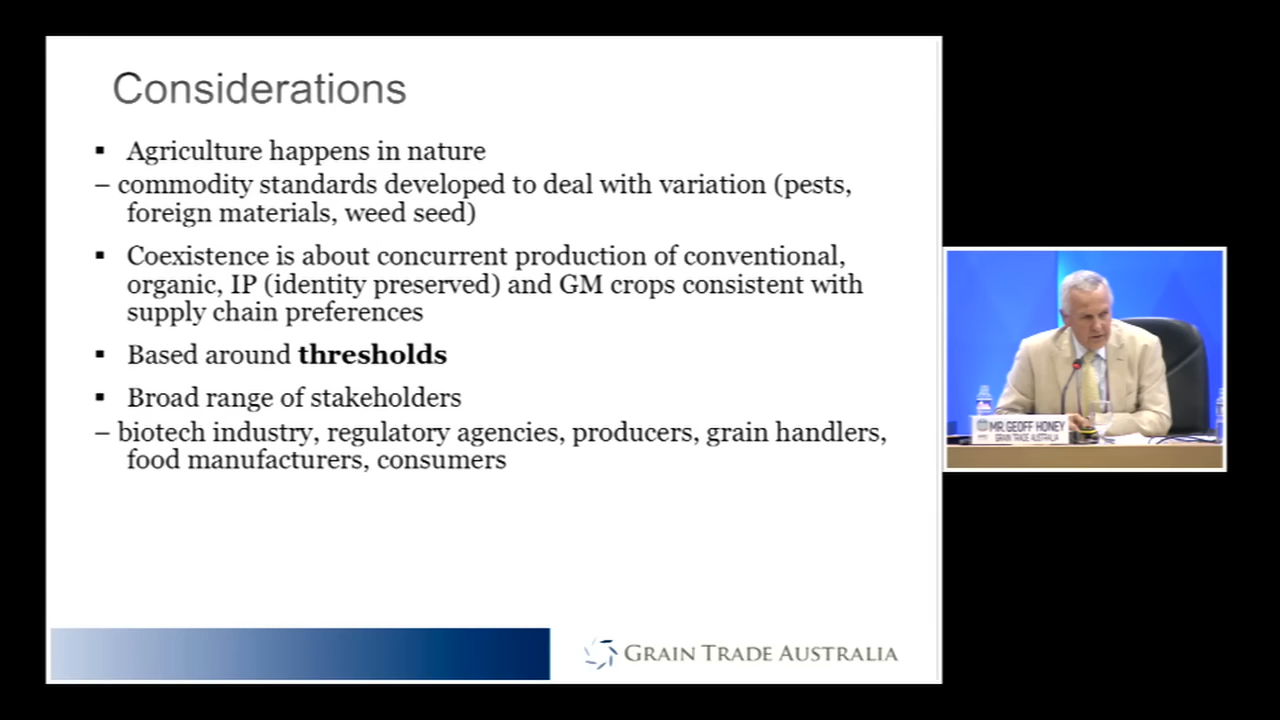 Considerations
▪ Agriculture happens in nature
– commodity standards developed to deal with variation (pests,
foreign materials, weed seed)
▪ Coexistence is about concurrent production of conventional,
organic, IP (identity preserved) and GM crops consistent with
supply chain preferences
▪ Based around thresholds
▪ Broad range of stakeholders
– biotech industry, regulatory agencies, producers, grain handlers,
food manufacturers, consumers
GRAIN TRADE AUSTRALIA
MR. GEOFF HONEY
GRAIN TRADE AUSTRALIA